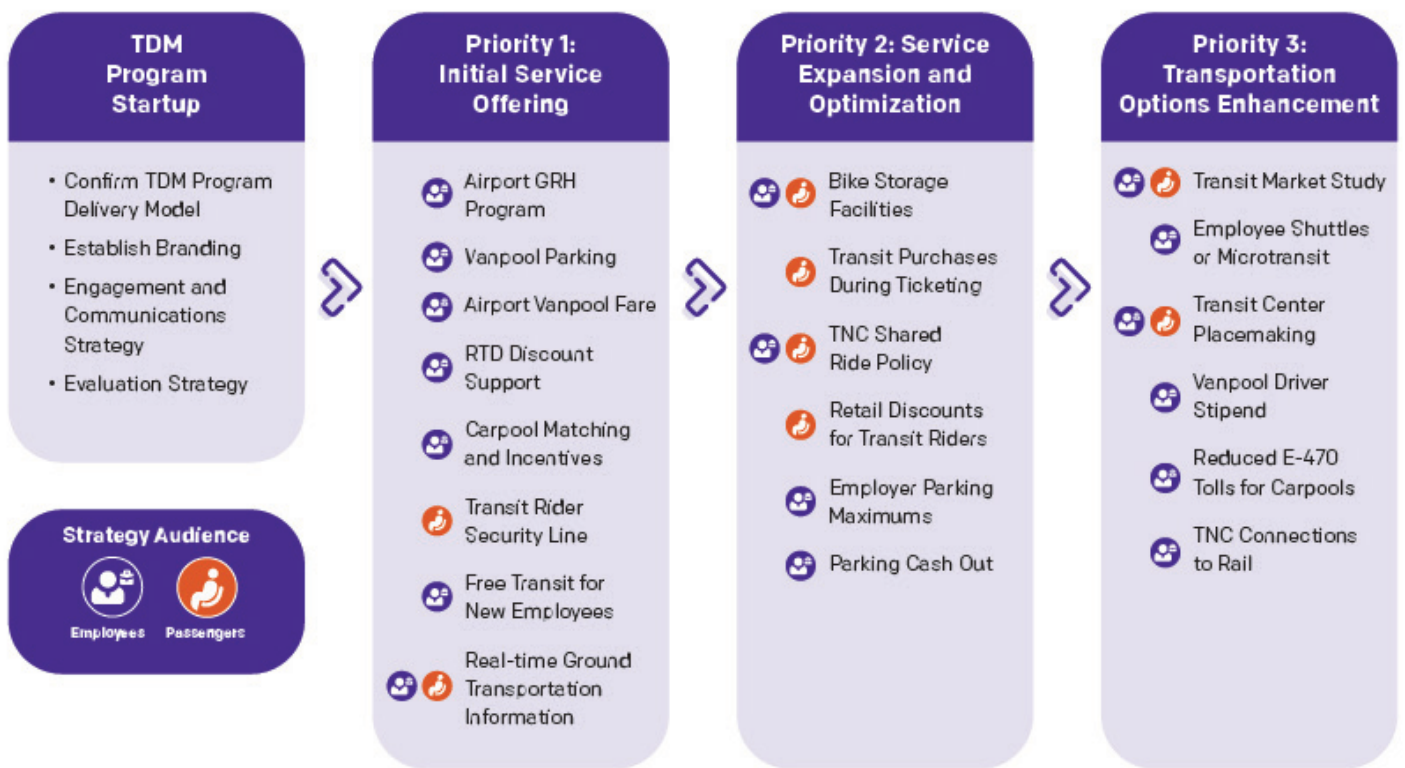 TDM
Program
Startup
• Confirm TDM Program
Delivery Model
• Establish Branding
• Engagement and
Communications
Strategy
• Evaluation Strategy
Strategy Audience
Employees
Passengers
Priority 1:
Initial Service
Offering
Airport GRH
Program
Vanpool Parking
Airport Vanpool Fare
RTD Discount
Support
Carpool Matching
and Incentives
Transit Rider
Security Line
Free Transit for
New Employees
Real-time Ground
Transportation
Information
Priority 2: Service
Expansion and
Optimization
Bike Storage
Facilities
Transit Purchases
During Ticketing
TNC Shared
Ride Policy
Retail Discounts
for Transit Riders
Employer Parking
Maximums
Parking Cash Out
Priority 3:
Transportation
Options Enhancement
Transit Market Study
Employee Shuttles
or Microtransit
Transit Center
Placemaking
Vanpool Driver
Stipend
Reduced E-470
Tolls for Carpools
TNC Connections
to Rail